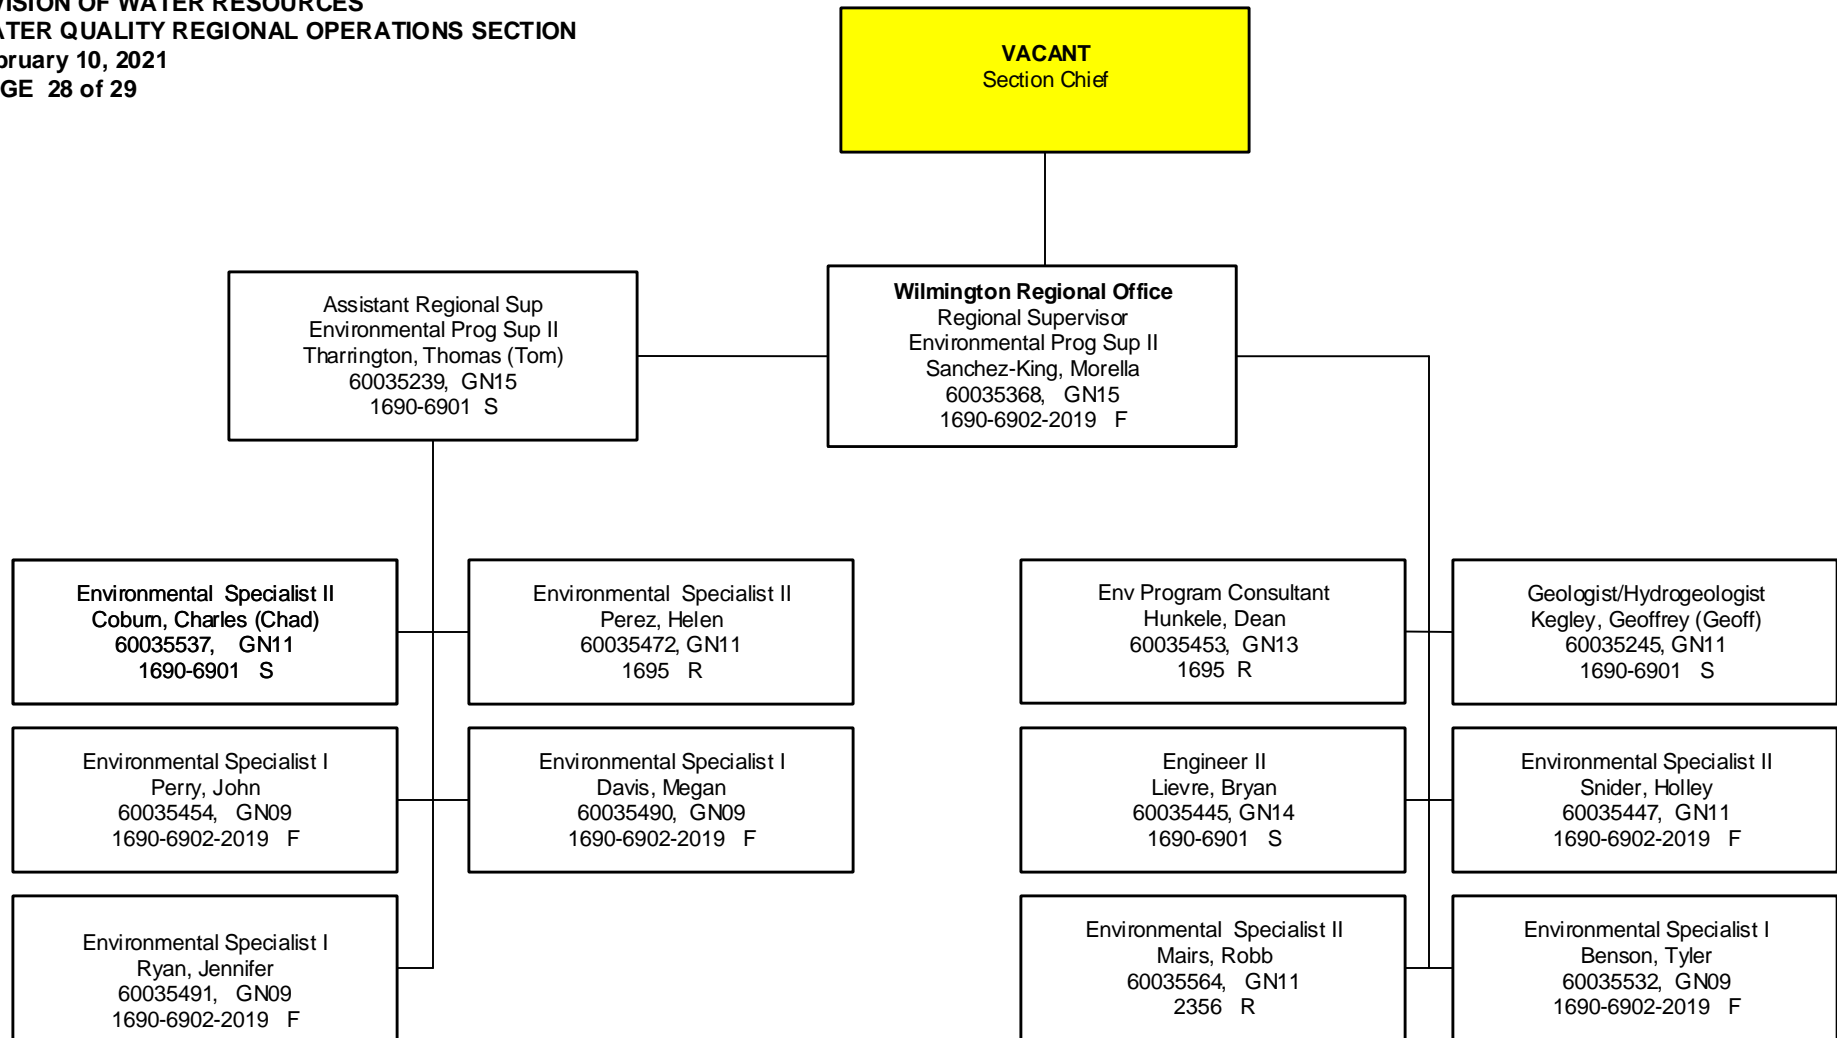 VISION OF WATER RESOURCES
ATER QUALITY REGIONAL OPERATIONS SECTION
bruary 10, 2021
GE 28 of 29
VACANT
Section Chief
Assistant Regional Sup
Environmental Prog Sup II
Tharrington, Thomas (Tom)
60035239, GN15
1690-6901 S
Wilmington Regional Office
Regional Supervisor
Environmental Prog Sup II
Sanchez-King, Morella
60035368, GN15
1690-6902-2019 F
Environmental Specialist II
Coburn, Charles (Chad)
60035537, GN11
1690-6901 S
Environmental Specialist II
Perez, Helen
60035472, GN11
1695 R
Env Program Consultant
Hunkele, Dean
60035453, GN13
1695 R
Geologist/Hydrogeologist
Kegley, Geoffrey (Geoff)
60035245, GN11
1690-6901 S
Environmental Specialist I
Perry, John
60035454, GN09
1690-6902-2019 F
Environmental Specialist I
Davis, Megan
60035490, GN09
1690-6902-2019 F
Engineer II
Lievre, Bryan
60035445, GN14
1690-6901 S
Environmental Specialist II
Snider, Holley
60035447, GN11
1690-6902-2019 F
Environmental Specialist I
Ryan, Jennifer
60035491, GN09
1690-6902-2019 F
Environmental Specialist II
Mairs, Robb
60035564, GN11
2356 R
Environmental Specialist I
Benson, Tyler
60035532, GN09
1690-6902-2019 F